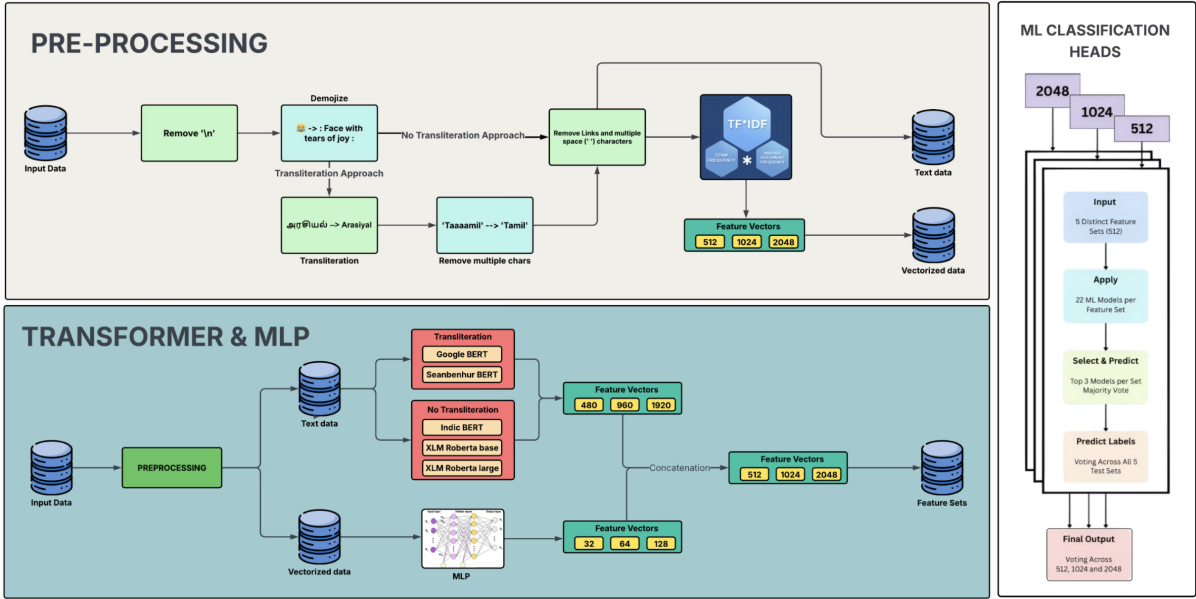 PRE-PROCESSING
Input Data
Remove '\n'
Demojize
😂 -> : Face with
tears of joy :
No Transliteration Approach
Transliteration Approach
அரசியல் --> Arasiyal
Transliteration
'Taaaamil' --> 'Tamil'
Remove multiple chars
Remove Links and multiple
space (' ') characters
TF*IDF
TEAM
FREQUENCY
*
DOCUMENT
FREQUENCY
Feature Vectors
512 1024 2048
Text data
Vectorized data
TRANSFORMER & MLP
Input Data
PREPROCESSING
Text data
Vectorized data
Transliteration
Google BERT
Seanbenhur BERT
No Transliteration
Indic BERT
XLM Roberta base
XLM Roberta large
MLP
Feature Vectors
480 960 1920
Feature Vectors
32 64 128
Concatenation
Feature Vectors
512 1024 2048
Feature Sets
ML CLASSIFICATION
HEADS
2048
1024
512
Input
5 Distinct Feature
Sets (512)
Apply
22 ML Models per
Feature Set
Select & Predict
Top 3 Models per Set
Majority Vote
Predict Labels
Voting Across All 5
Test Sets
Final Output
Voting Across
512, 1024 and 2048